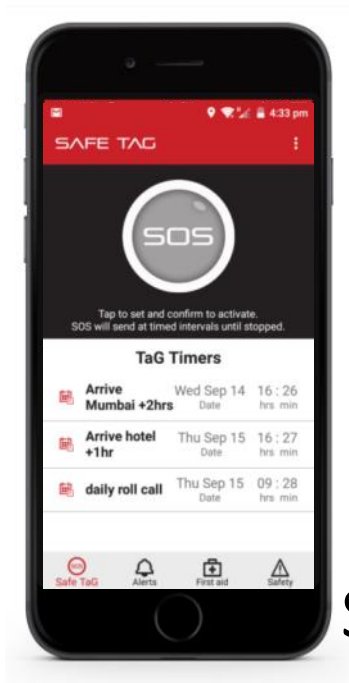 4:33 pm
SAFE TAG
SOS
Tap to set and confirm to activate.
SOS will send at timed intervals until stopped.
TaG Timers
Arrive Mumbai +2hrs Wed Sep 14 16 : 26
Date hrs min
Arrive hotel +1hr Thu Sep 15 16 : 27
Date hrs min
daily roll call Thu Sep 15 09 : 28
Date hrs min
SOS
Safe TaG Alerts First aid Safety
S